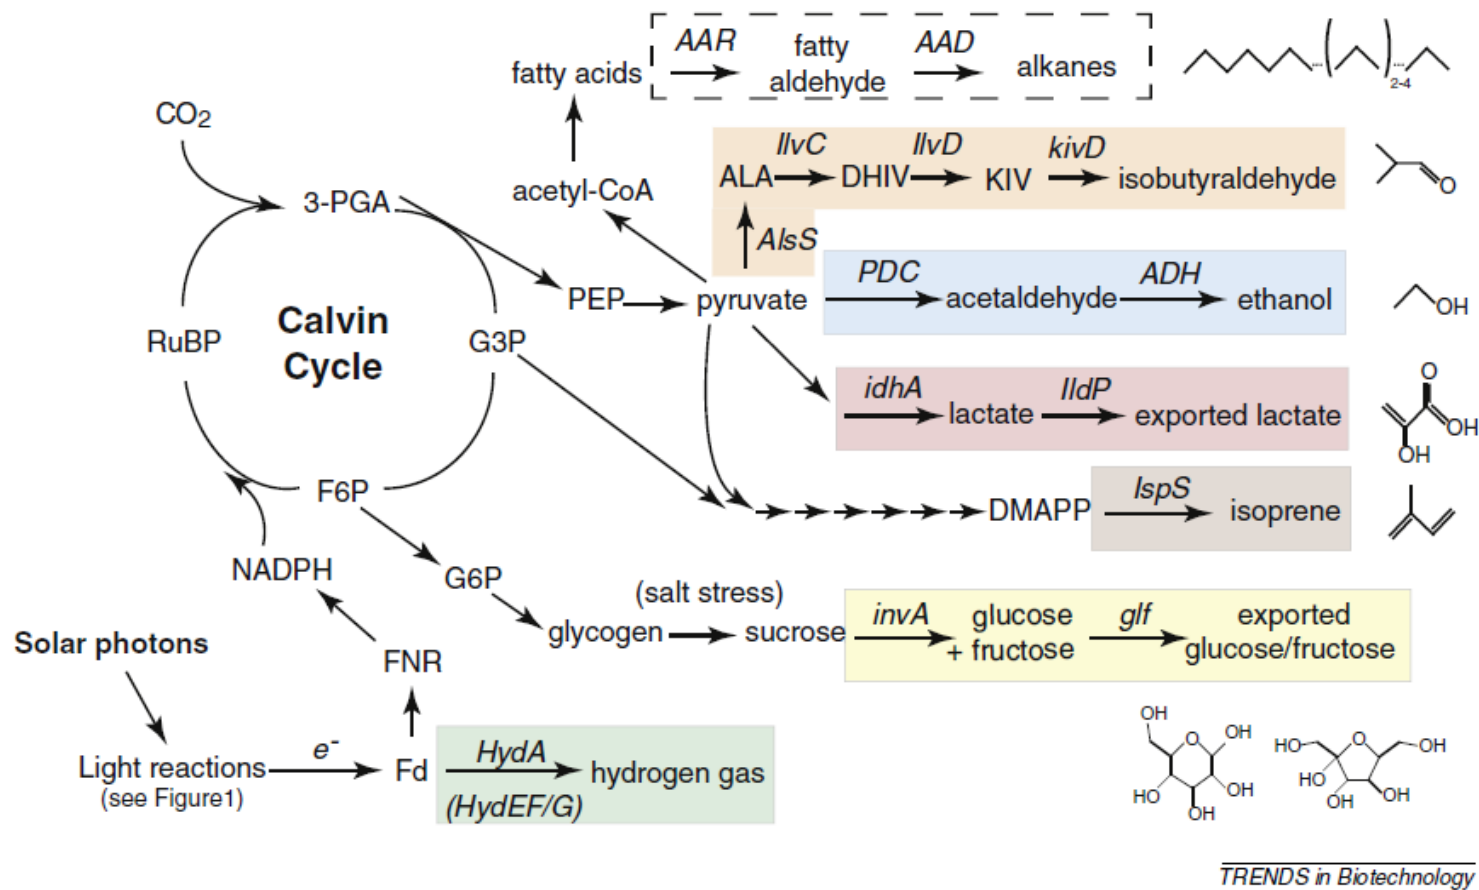 AAR
AAD
fatty acids
fatty
aldehyde
alkanes
2-4
CO2
IlvC
IlvD
kivD
ALA
DHIV
KIV
isobutyraldehyde
O
acetyl-CoA
3-PGA
AlsS
PDC
ADH
PEP
pyruvate
acetaldehyde
ethanol
OH
Calvin
Cycle
RuBP
G3P
idhA
lldP
lactate
exported lactate
O
OH
OH
F6P
IspS
DMAPP
isoprene
NADPH
G6P
(salt stress)
glycogen
sucrose
invA
glucose
+ fructose
glf
exported
glucose/fructose
Solar photons
FNR
Light reactions
(see Figure1)
e-
Fd
HydA
(HydEF/G)
hydrogen gas
OH
O
OH
HO
OH
OH
HO
O
OH
HO
OH
OH
TRENDS in Biotechnology